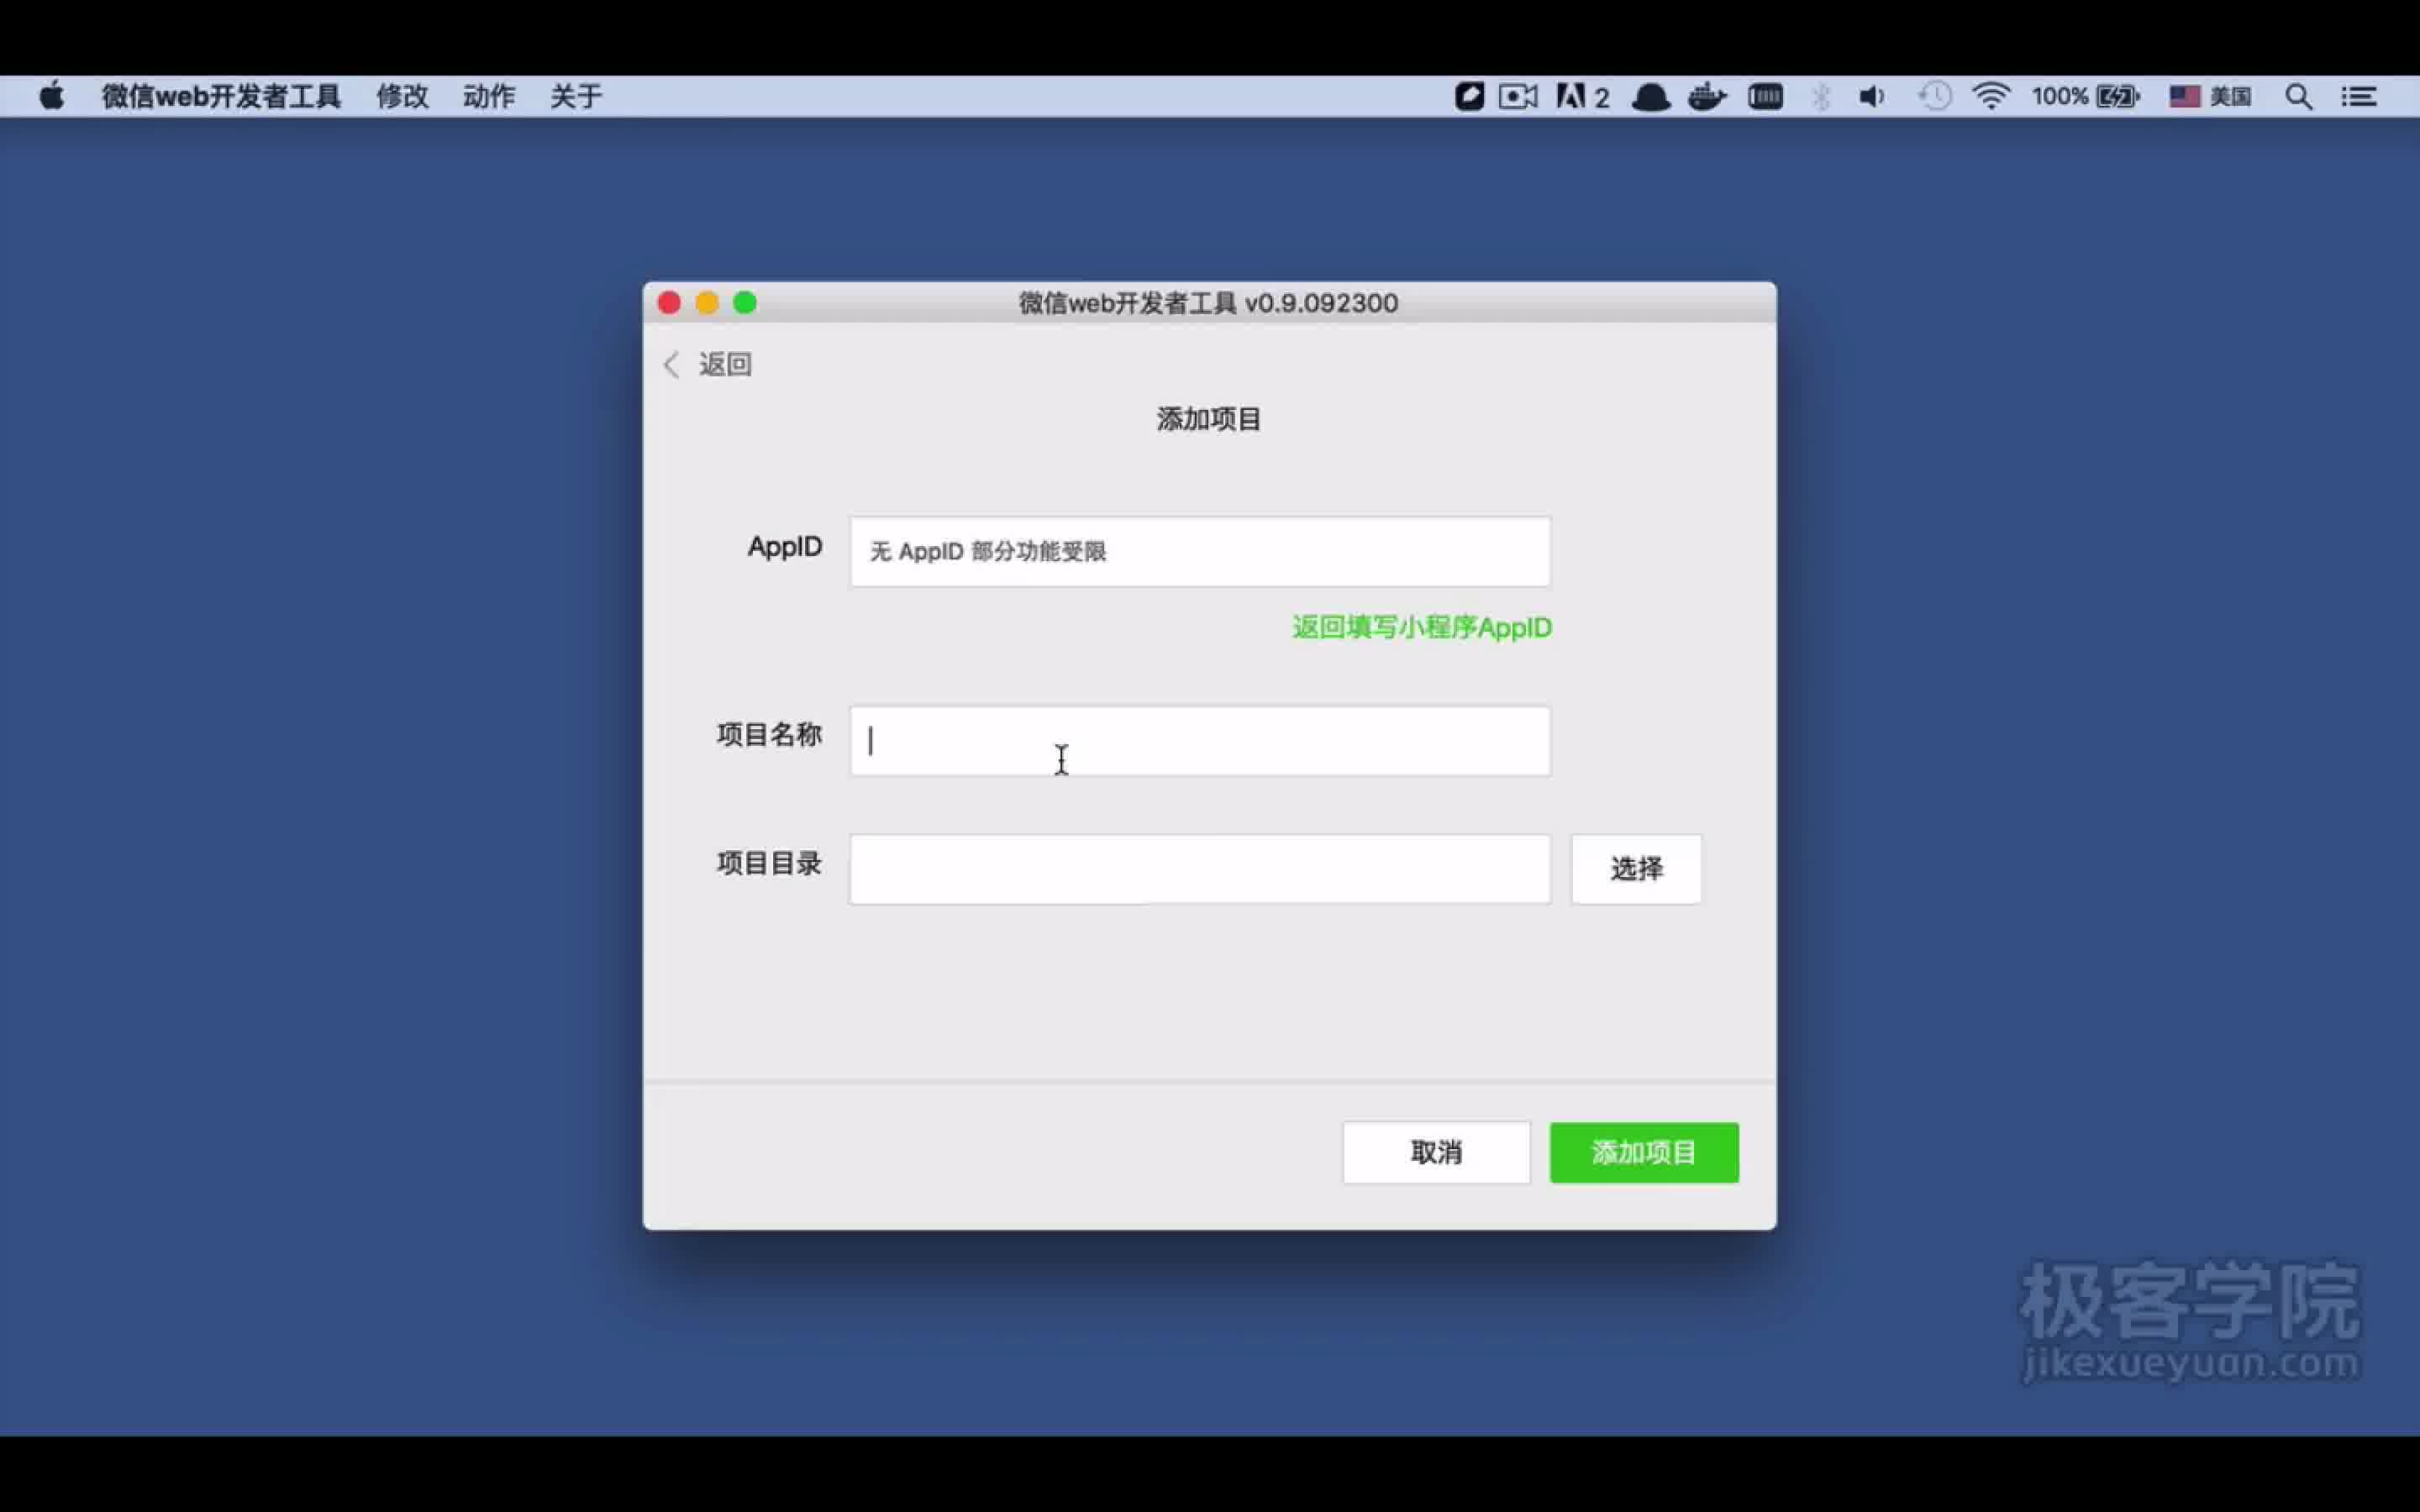 微信web开发者工具 修改 动作 关于 2 100% 美国
微信web开发者工具 v0.9.092300
返回
添加项目
AppID 无 AppID 部分功能受限
返回填写小程序AppID
项目名称
项目目录 选择
取消 添加项目
极客学院
jikexueyuan.com